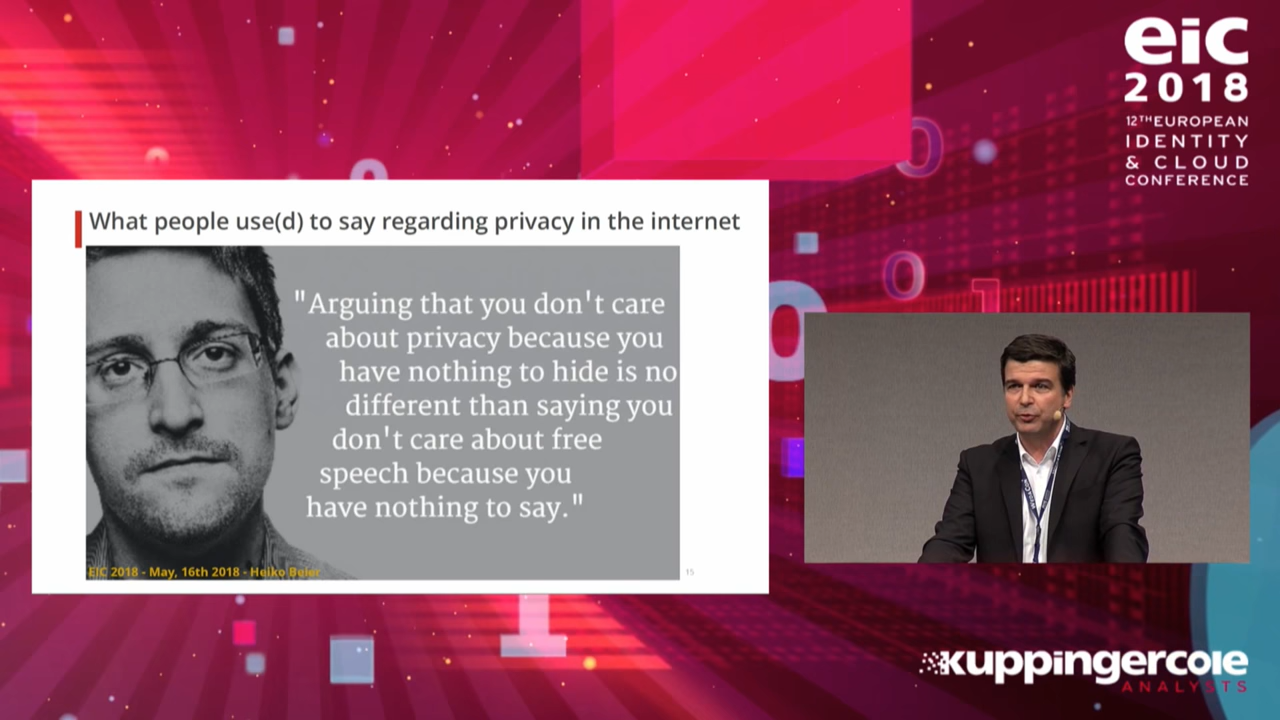 eic
2018
12TH EUROPEAN
IDENTITY
& CLOUD
CONFERENCE
What people use(d) to say regarding privacy in the internet
"Arguing that you don't care
about privacy because you
have nothing to hide is no
different than saying you
don't care about free
speech because you
have nothing to say."
EIC 2018 - May, 16th 2018 - Heiko Beier
15
kuppingercole
ANALYSTS